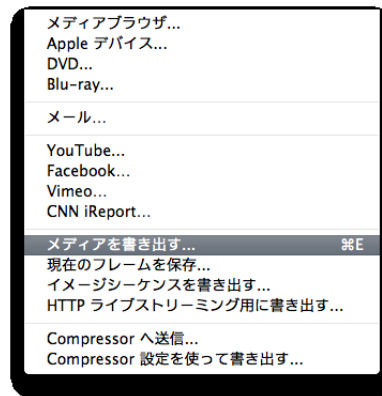 メディアブラウザ...
Apple デバイス...
DVD...
Blu-ray...
メール...
YouTube...
Facebook...
Vimeo...
CNN iReport...
メディアを書き出す... ⌘E
現在のフレームを保存...
イメージシーケンスを書き出す...
HTTP ライブストリーミング用に書き出す...
Compressor へ送信...
Compressor 設定を使って書き出す...